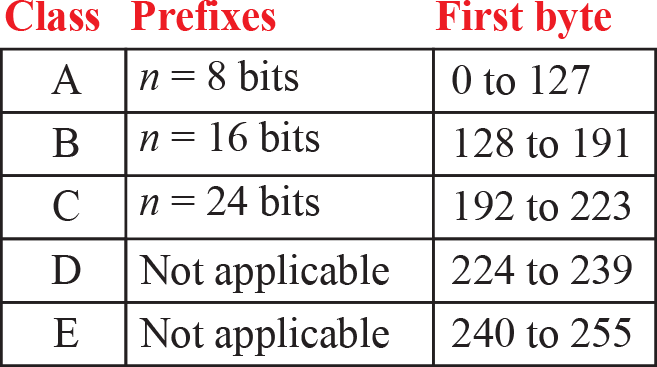 Class Prefixes First byte
A n = 8 bits 0 to 127
B n = 16 bits 128 to 191
C n = 24 bits 192 to 223
D Not applicable 224 to 239
E Not applicable 240 to 255